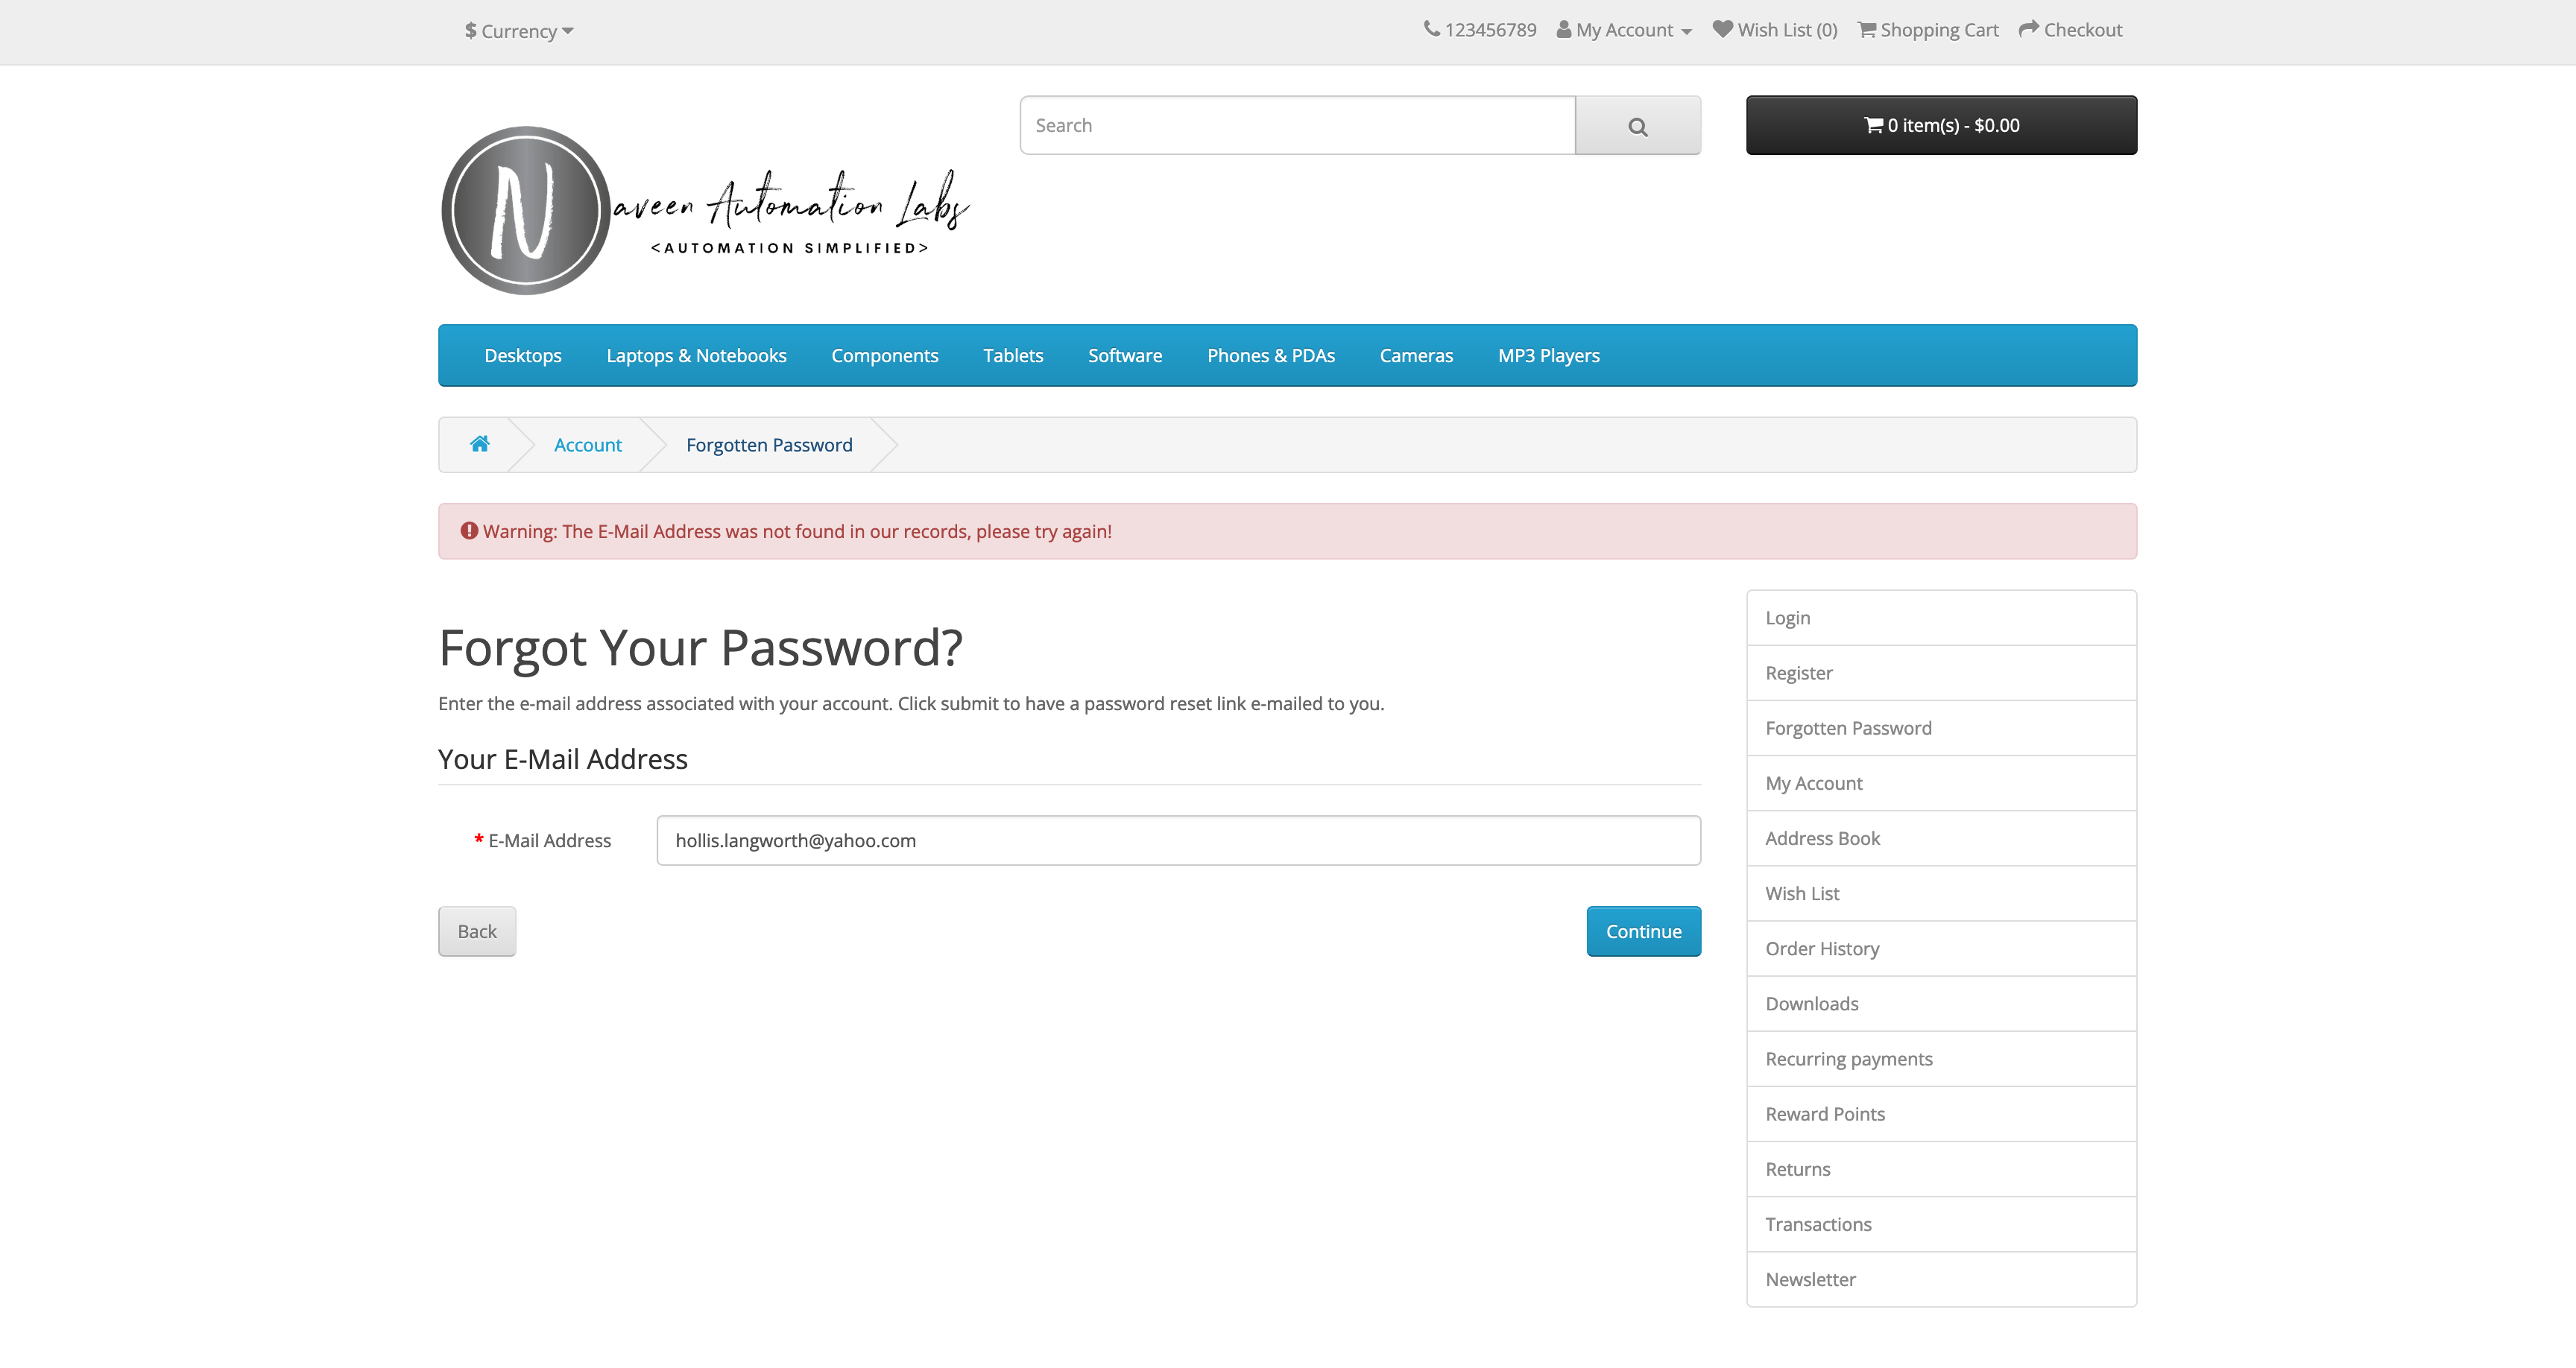 $ Currency
123456789 My Account Wish List (0) Shopping Cart Checkout
Search
0 item(s) - $0.00
Naveen Automation Labs
<AUTOMATION SIMPLIFIED>
Desktops Laptops & Notebooks Components Tablets Software Phones & PDAs Cameras MP3 Players
Account Forgotten Password
Warning: The E-Mail Address was not found in our records, please try again!
Forgot Your Password?
Enter the e-mail address associated with your account. Click submit to have a password reset link e-mailed to you.
Your E-Mail Address
* E-Mail Address hollis.langworth@yahoo.com
Back Continue
Login
Register
Forgotten Password
My Account
Address Book
Wish List
Order History
Downloads
Recurring payments
Reward Points
Returns
Transactions
Newsletter